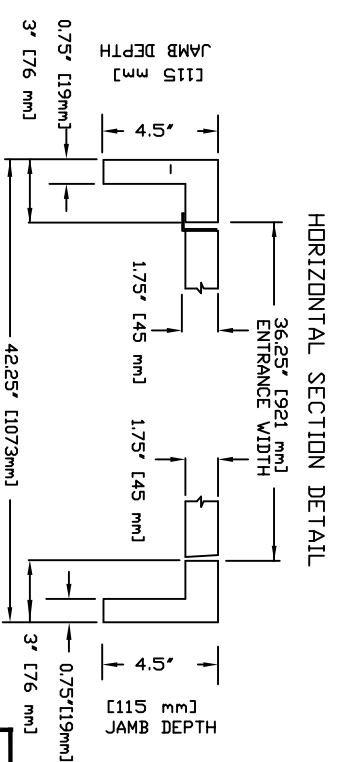 HORIZONTAL SECTION DETAIL
36.25" [921 mm]
ENTRANCE WIDTH
[115 mm]
JAMB DEPTH
4.5"
0.75" [19mm]
3" [76 mm]
1.75" [45 mm]
1.75" [45 mm]
4.5"
[115 mm]
JAMB DEPTH
0.75"[19mm]
3" [76 mm]
42.25" [1073mm]